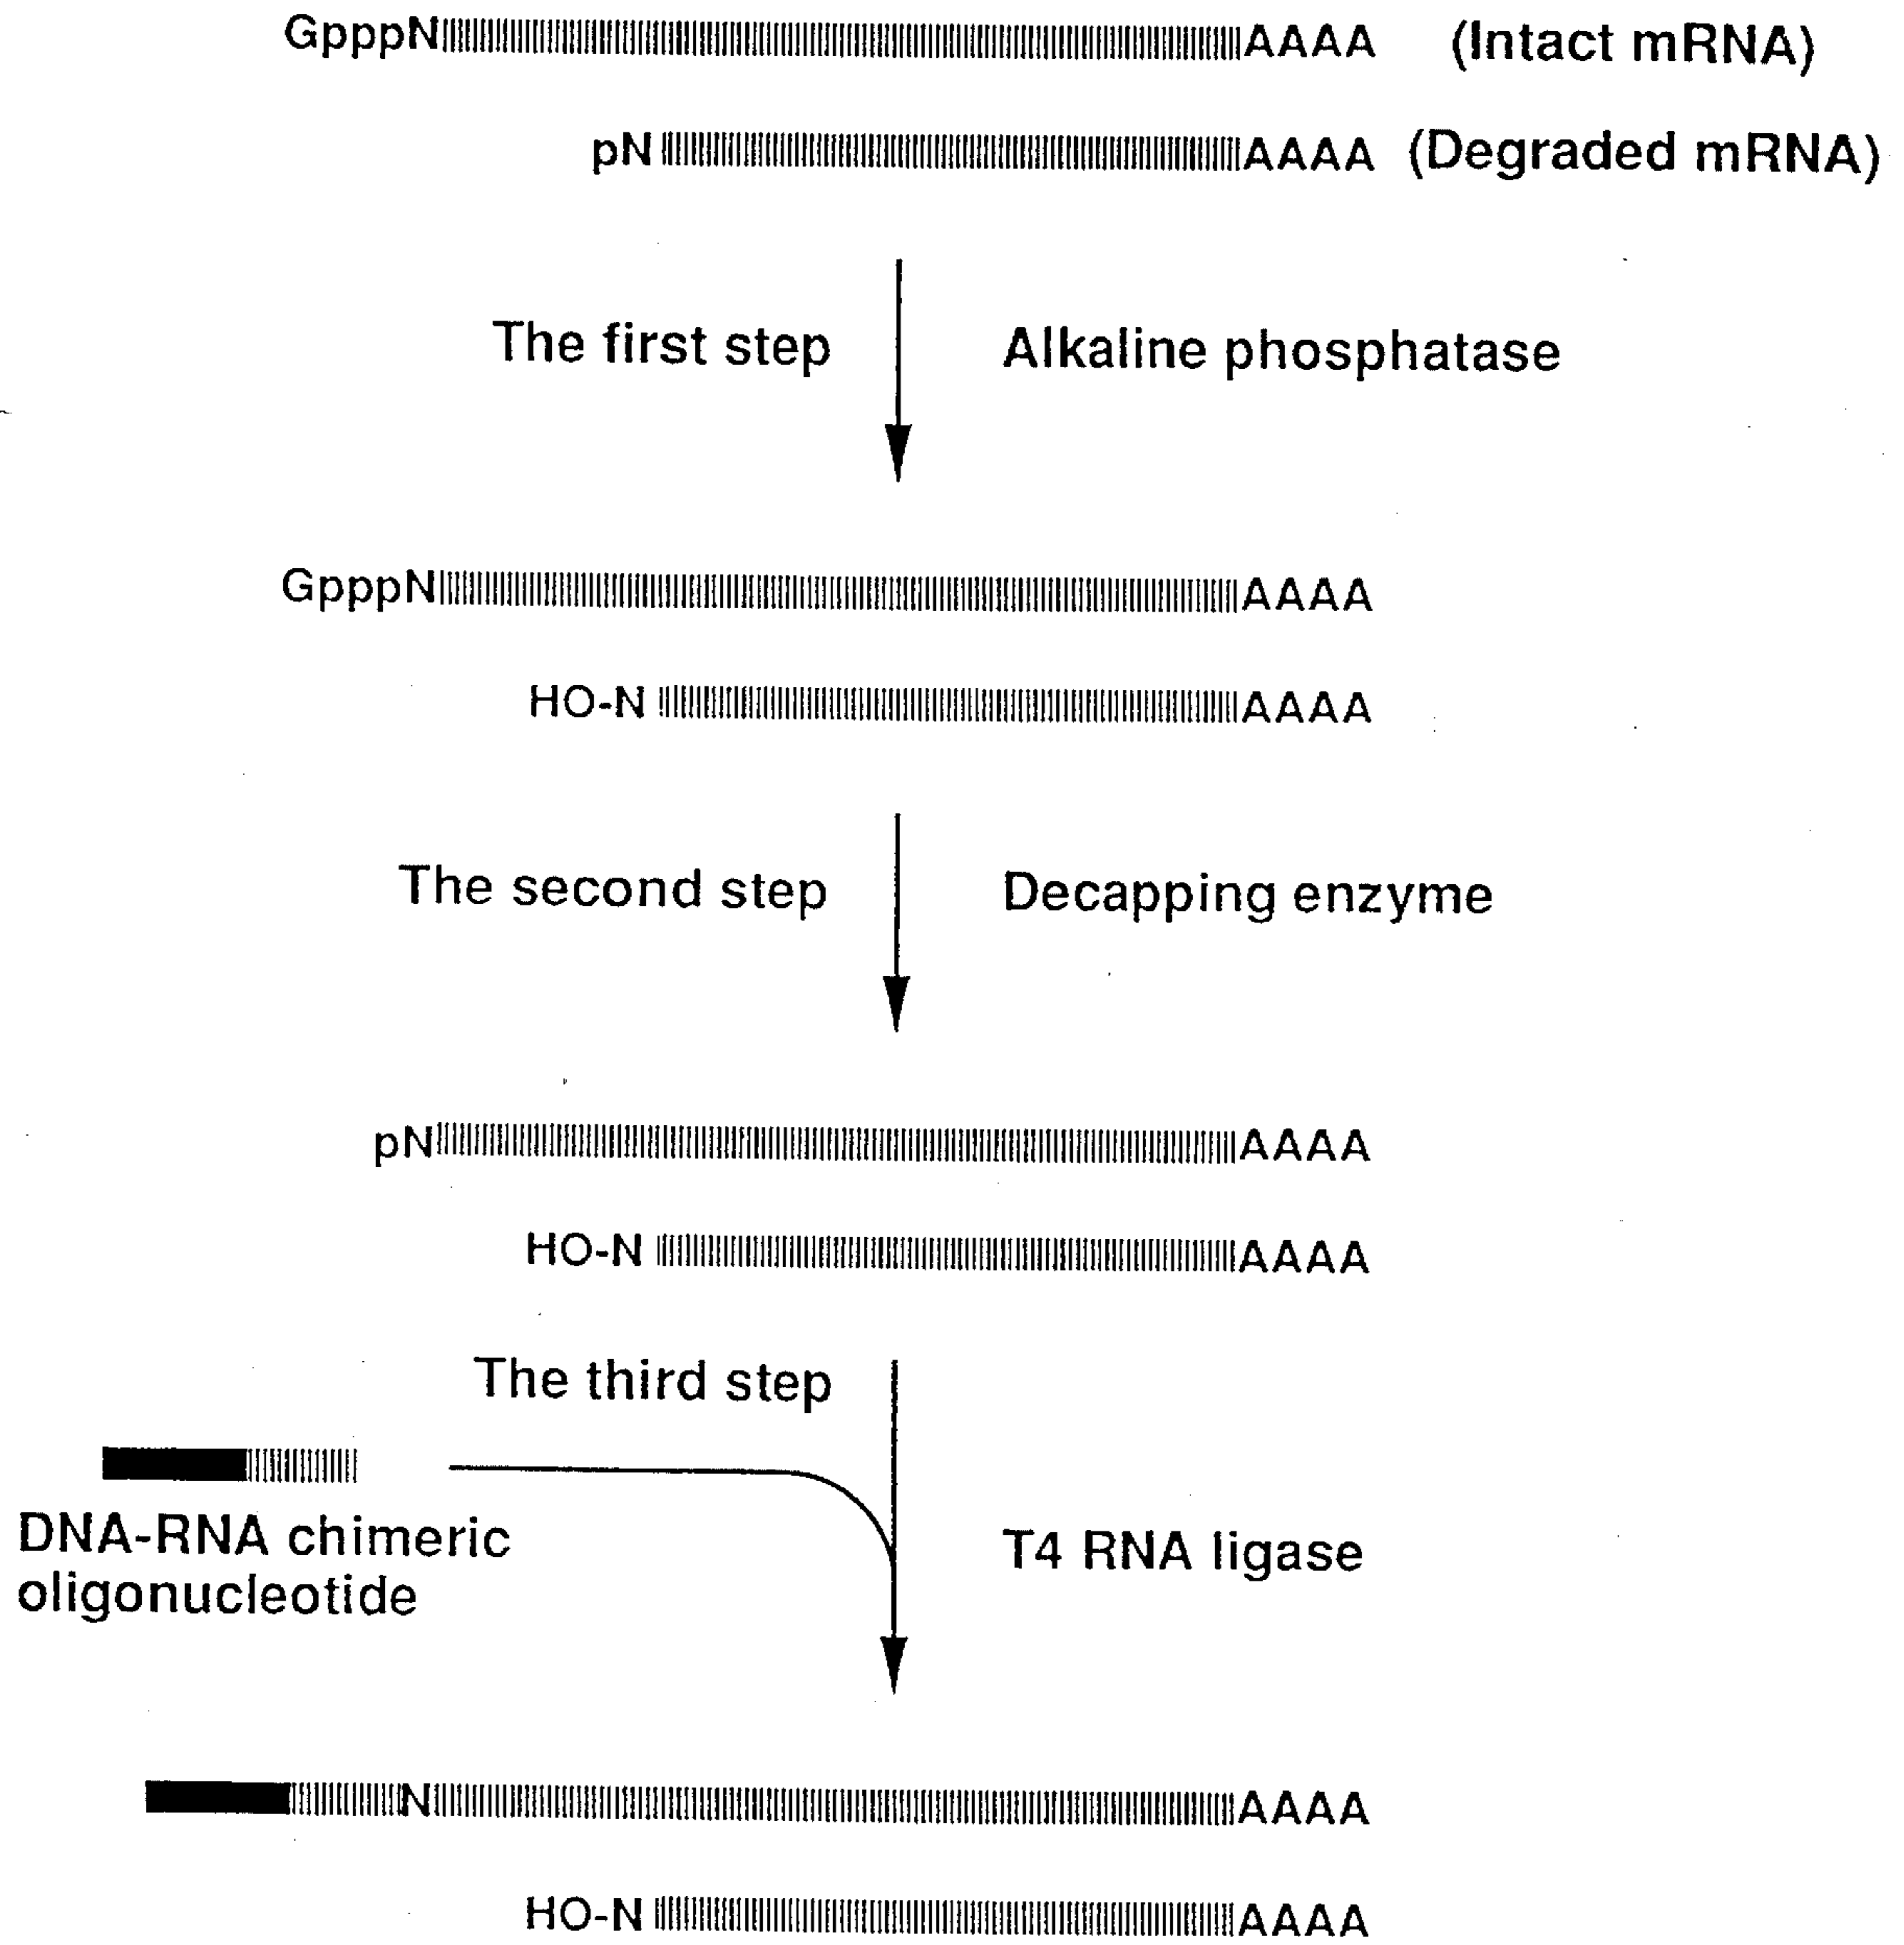 GpppN AAAA (Intact mRNA)
pN AAAA (Degraded mRNA)
The first step Alkaline phosphatase
GpppN AAAA
HO-N AAAA
The second step Decapping enzyme
pN AAAA
HO-N AAAA
The third step
DNA-RNA chimeric
oligonucleotide
T4 RNA ligase
N AAAA
HO-N AAAA